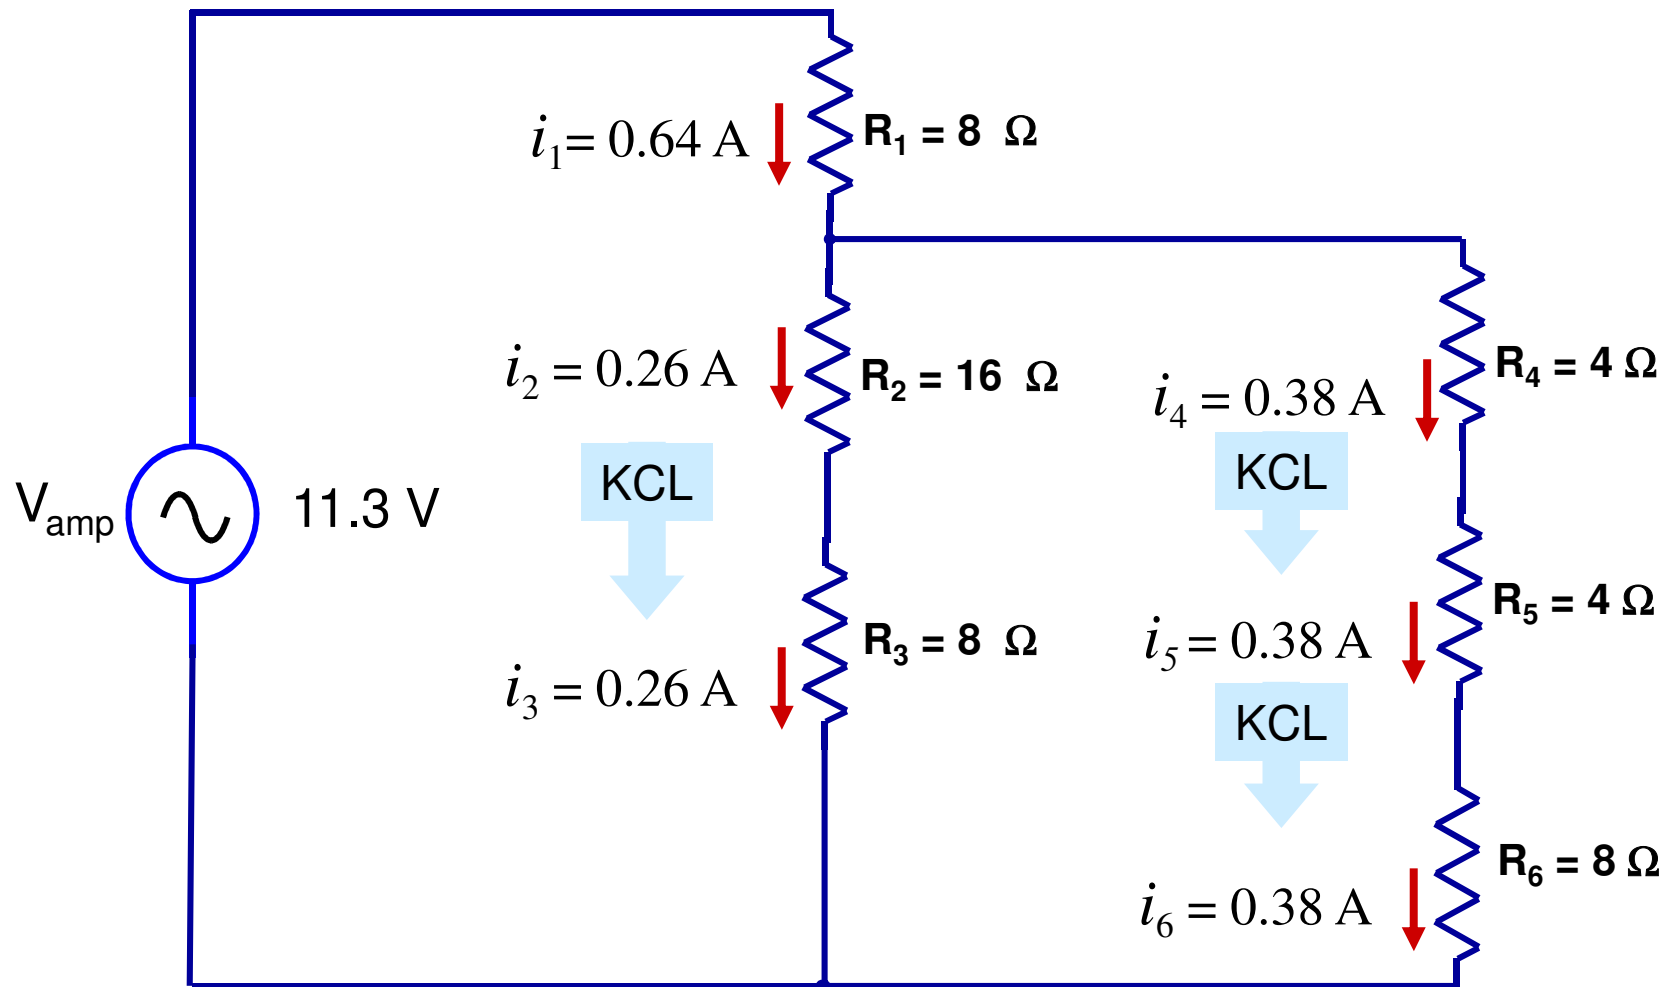 i₁= 0.64 A
R₁ = 8 Ω
i₂ = 0.26 A
R₂ = 16 Ω
R₄ = 4 Ω
i₄ = 0.38 A
KCL
KCL
Vamp
11.3 V
R₅ = 4 Ω
i₅ = 0.38 A
R₃ = 8 Ω
i₃ = 0.26 A
KCL
R₆ = 8 Ω
i₆ = 0.38 A